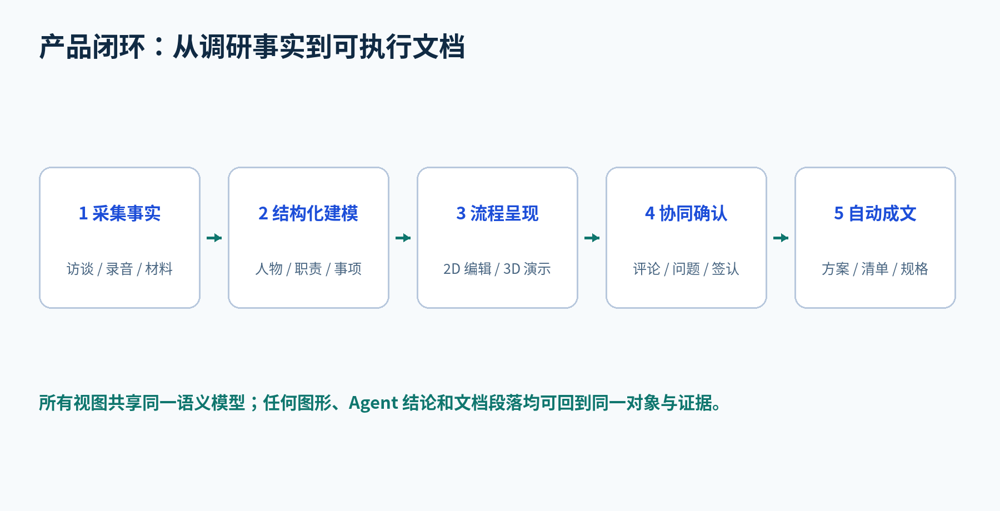 产品闭环：从调研事实到可执行文档
1 采集事实
访谈 / 录音 / 材料
2 结构化建模
人物 / 职责 / 事项
3 流程呈现
2D 编辑 / 3D 演示
4 协同确认
评论 / 问题 / 签认
5 自动成文
方案 / 清单 / 规格
所有视图共享同一语义模型；任何图形、Agent 结论和文档段落均可回到同一对象与证据。